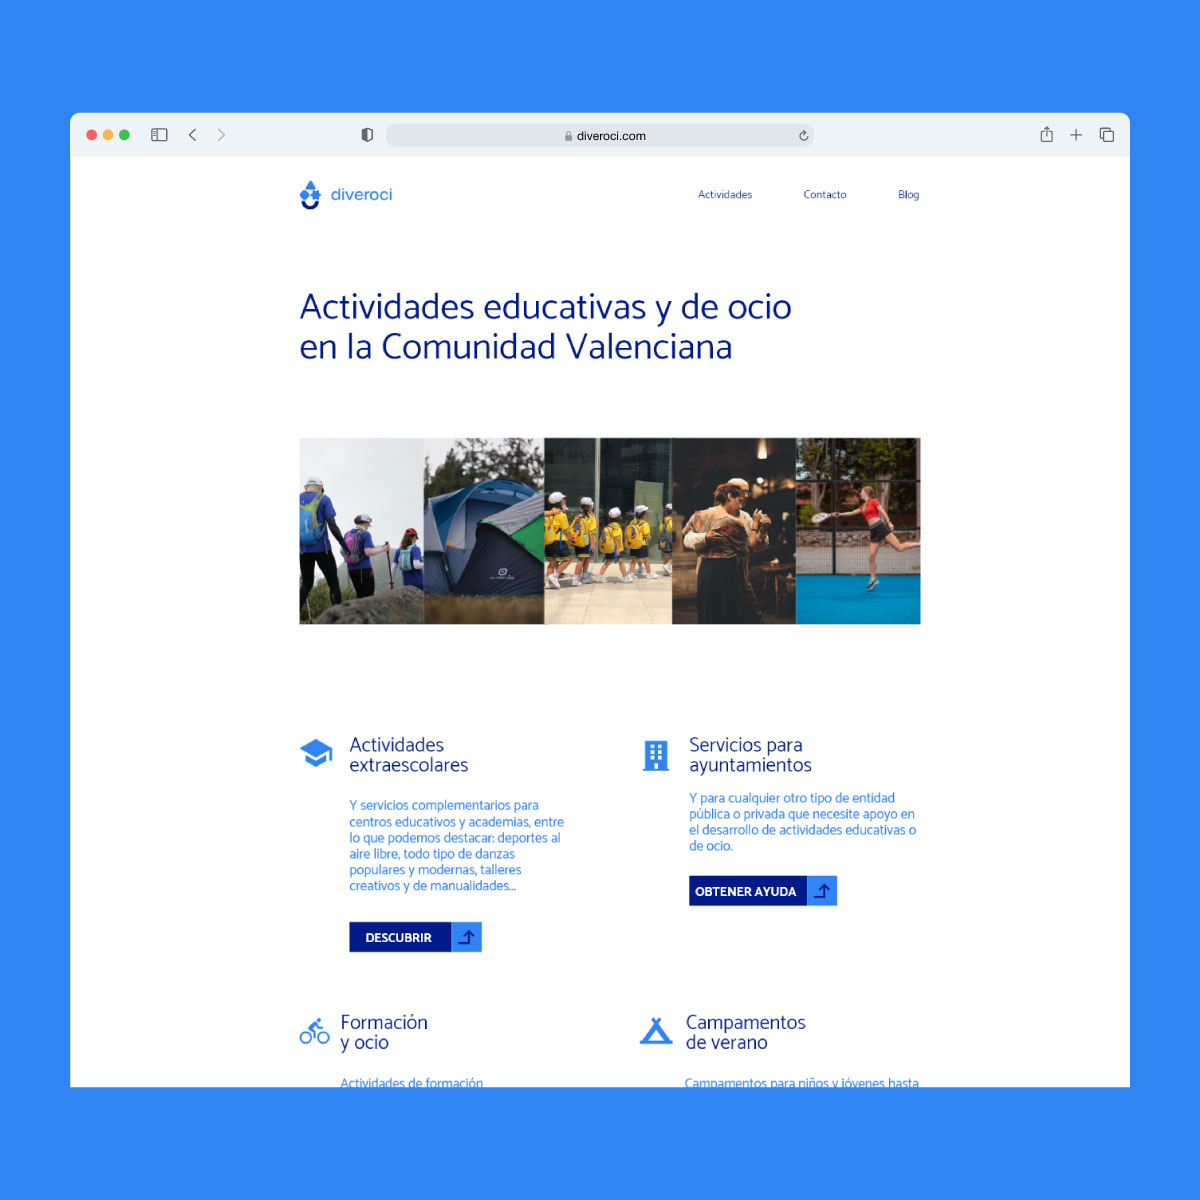 diveroci.com
diveroci
Actividades
Contacto
Blog
Actividades educativas y de ocio
en la Comunidad Valenciana
Actividades
extraescolares
Y servicios complementarios para
centros educativos y academias, entre
lo que podemos destacar: deportes al
aire libre, todo tipo de danzas
populares y modernas, talleres
creativos y de manualidades...
DESCUBRIR
Servicios para
ayuntamientos
Y para cualquier otro tipo de entidad
pública o privada que necesite apoyo en
el desarrollo de actividades educativas o
de ocio.
OBTENER AYUDA
Formación
y ocio
Actividades de formación
Campamentos
de verano
Campamentos para niños y jóvenes hasta